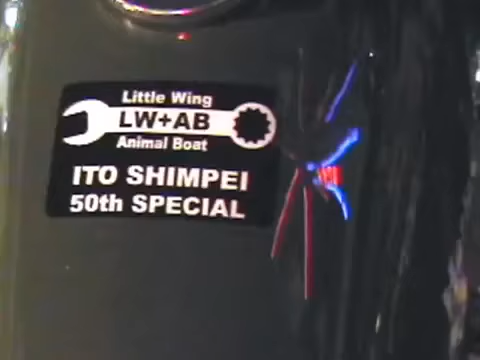 Little Wing
LW+AB
Animal Boat
ITO SHIMPEI
50th SPECIAL